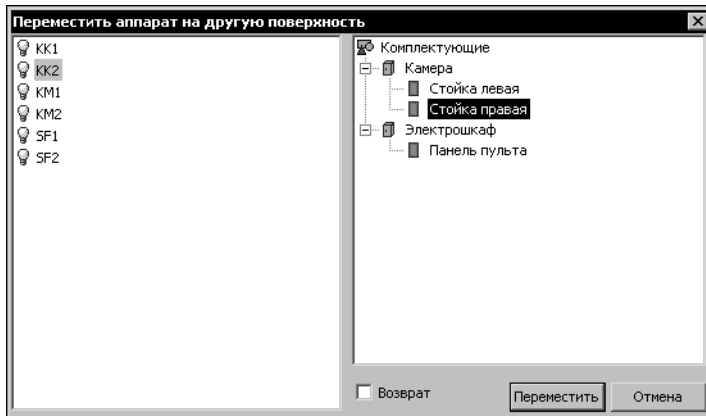 Переместить аппарат на другую поверхность
KK1
KK2
KM1
KM2
SF1
SF2
Комплектующие
Камера
Стойка левая
Стойка правая
Электрошкаф
Панель пульта
Возврат
Переместить
Отмена